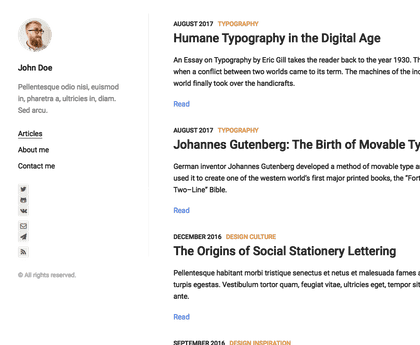 John Doe
Pellentesque odio nisi, euismod
in, pharetra a, ultricies in, diam.
Sed arcu.
Articles
About me
Contact me
© All rights reserved.
AUGUST 2017 TYPOGRAPHY
Humane Typography in the Digital Age
An Essay on Typography by Eric Gill takes the reader back to the year 1930.
when a conflict between two worlds came to its term. The machines of the
world finally took over the handicrafts.
Read
AUGUST 2017 TYPOGRAPHY
Johannes Gutenberg: The Birth of Movable
German inventor Johannes Gutenberg developed a method of movable type
used it to create one of the western world's first major printed books, the
Two–Line” Bible.
Read
DECEMBER 2016 DESIGN CULTURE
The Origins of Social Stationery Lettering
Pellentesque habitant morbi tristique senectus et netus et malesuada fames
turpis egestas. Vestibulum tortor quam, feugiat vitae, ultricies eget, tempor
ante.
Read
SEPTEMBER 2016 DESIGN INSPIRATION